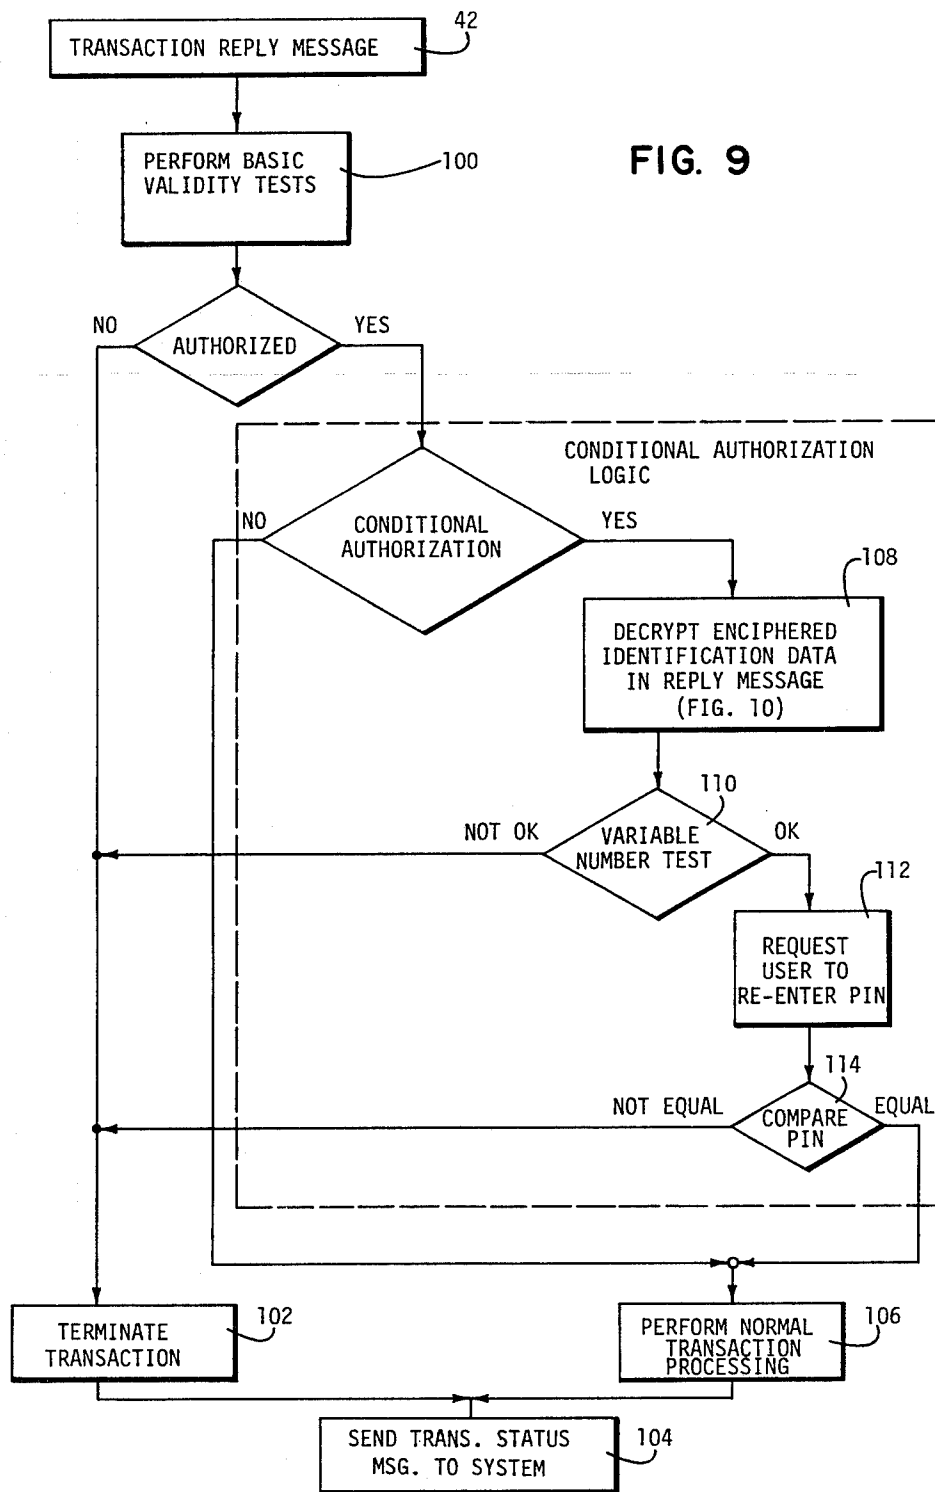 42
TRANSACTION REPLY MESSAGE
FIG. 9
PERFORM BASIC
VALIDITY TESTS
100
NO
YES
AUTHORIZED
CONDITIONAL AUTHORIZATION
LOGIC
NO
YES
CONDITIONAL
AUTHORIZATION
108
DECRYPT ENCIPHERED
IDENTIFICATION DATA
IN REPLY MESSAGE
(FIG. 10)
110
NOT OK
OK
VARIABLE
NUMBER TEST
112
REQUEST
USER TO
RE-ENTER PIN
114
NOT EQUAL
EQUAL
COMPARE
PIN
102
TERMINATE
TRANSACTION
106
PERFORM NORMAL
TRANSACTION
PROCESSING
SEND TRANS. STATUS
MSG. TO SYSTEM
104